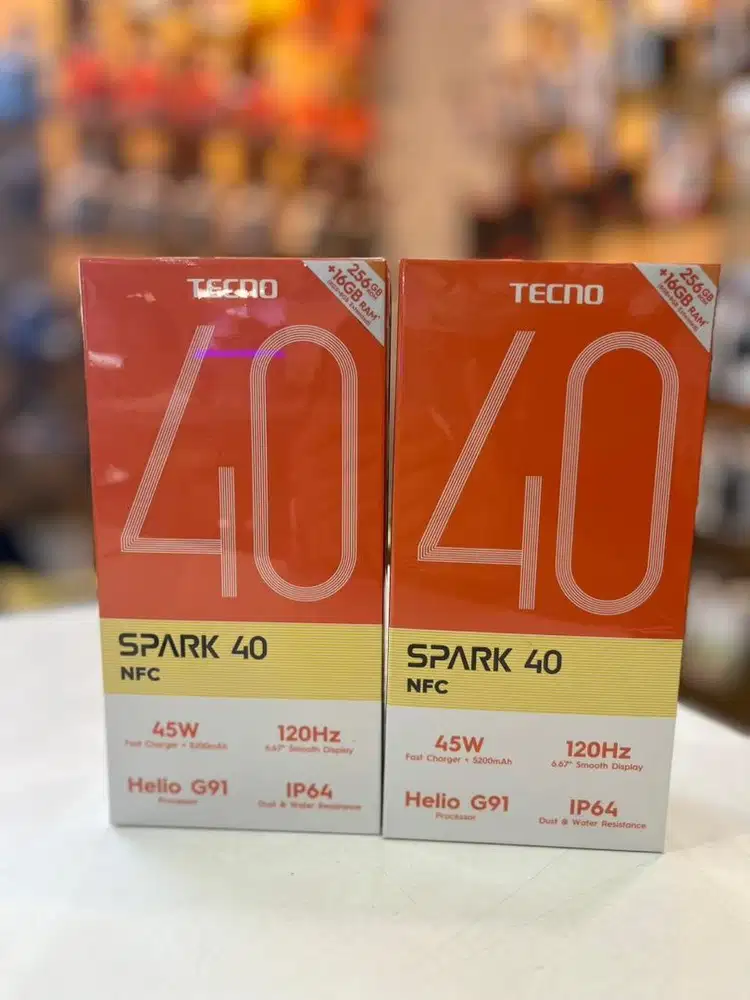 TECNO
256GB
ROM
+16GB RAM*
40
SPARK 40
NFC
45W
Fast Charger + 5200mAh
120Hz
6.67" Smooth Display
Helio G91
Processor
IP64
Dust & Water Resistance
TECNO
256GB
ROM
+16GB RAM*
40
SPARK 40
NFC
45W
Fast Charger + 5200mAh
120Hz
6.67" Smooth Display
Helio G91
Processor
IP64
Dust & Water Resistance